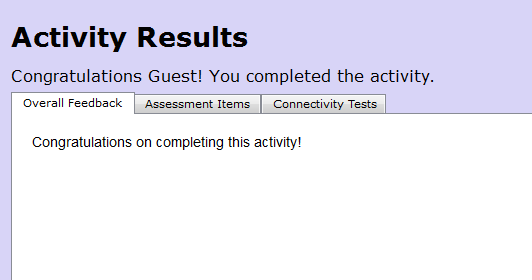 Activity Results
Congratulations Guest! You completed the activity.
Overall Feedback Assessment Items Connectivity Tests
Congratulations on completing this activity!